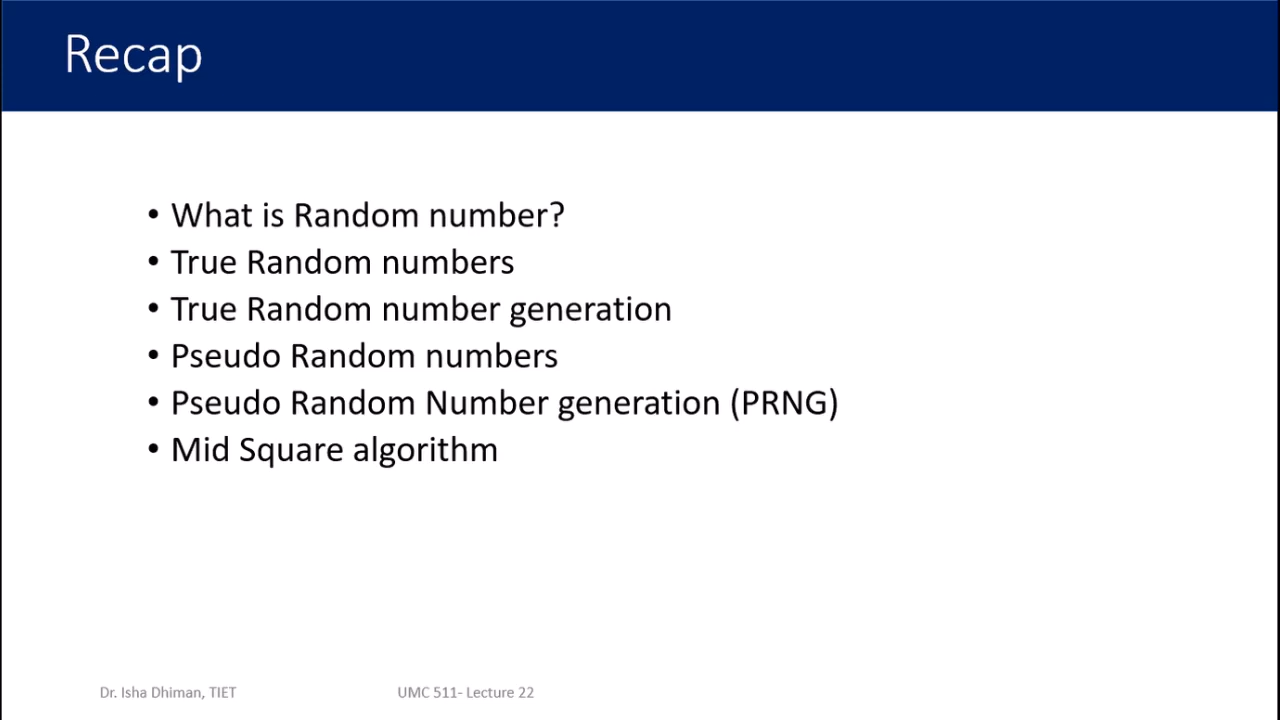 Recap
• What is Random number?
• True Random numbers
• True Random number generation
• Pseudo Random numbers
• Pseudo Random Number generation (PRNG)
• Mid Square algorithm
Dr. Isha Dhiman, TIET
UMC 511- Lecture 22